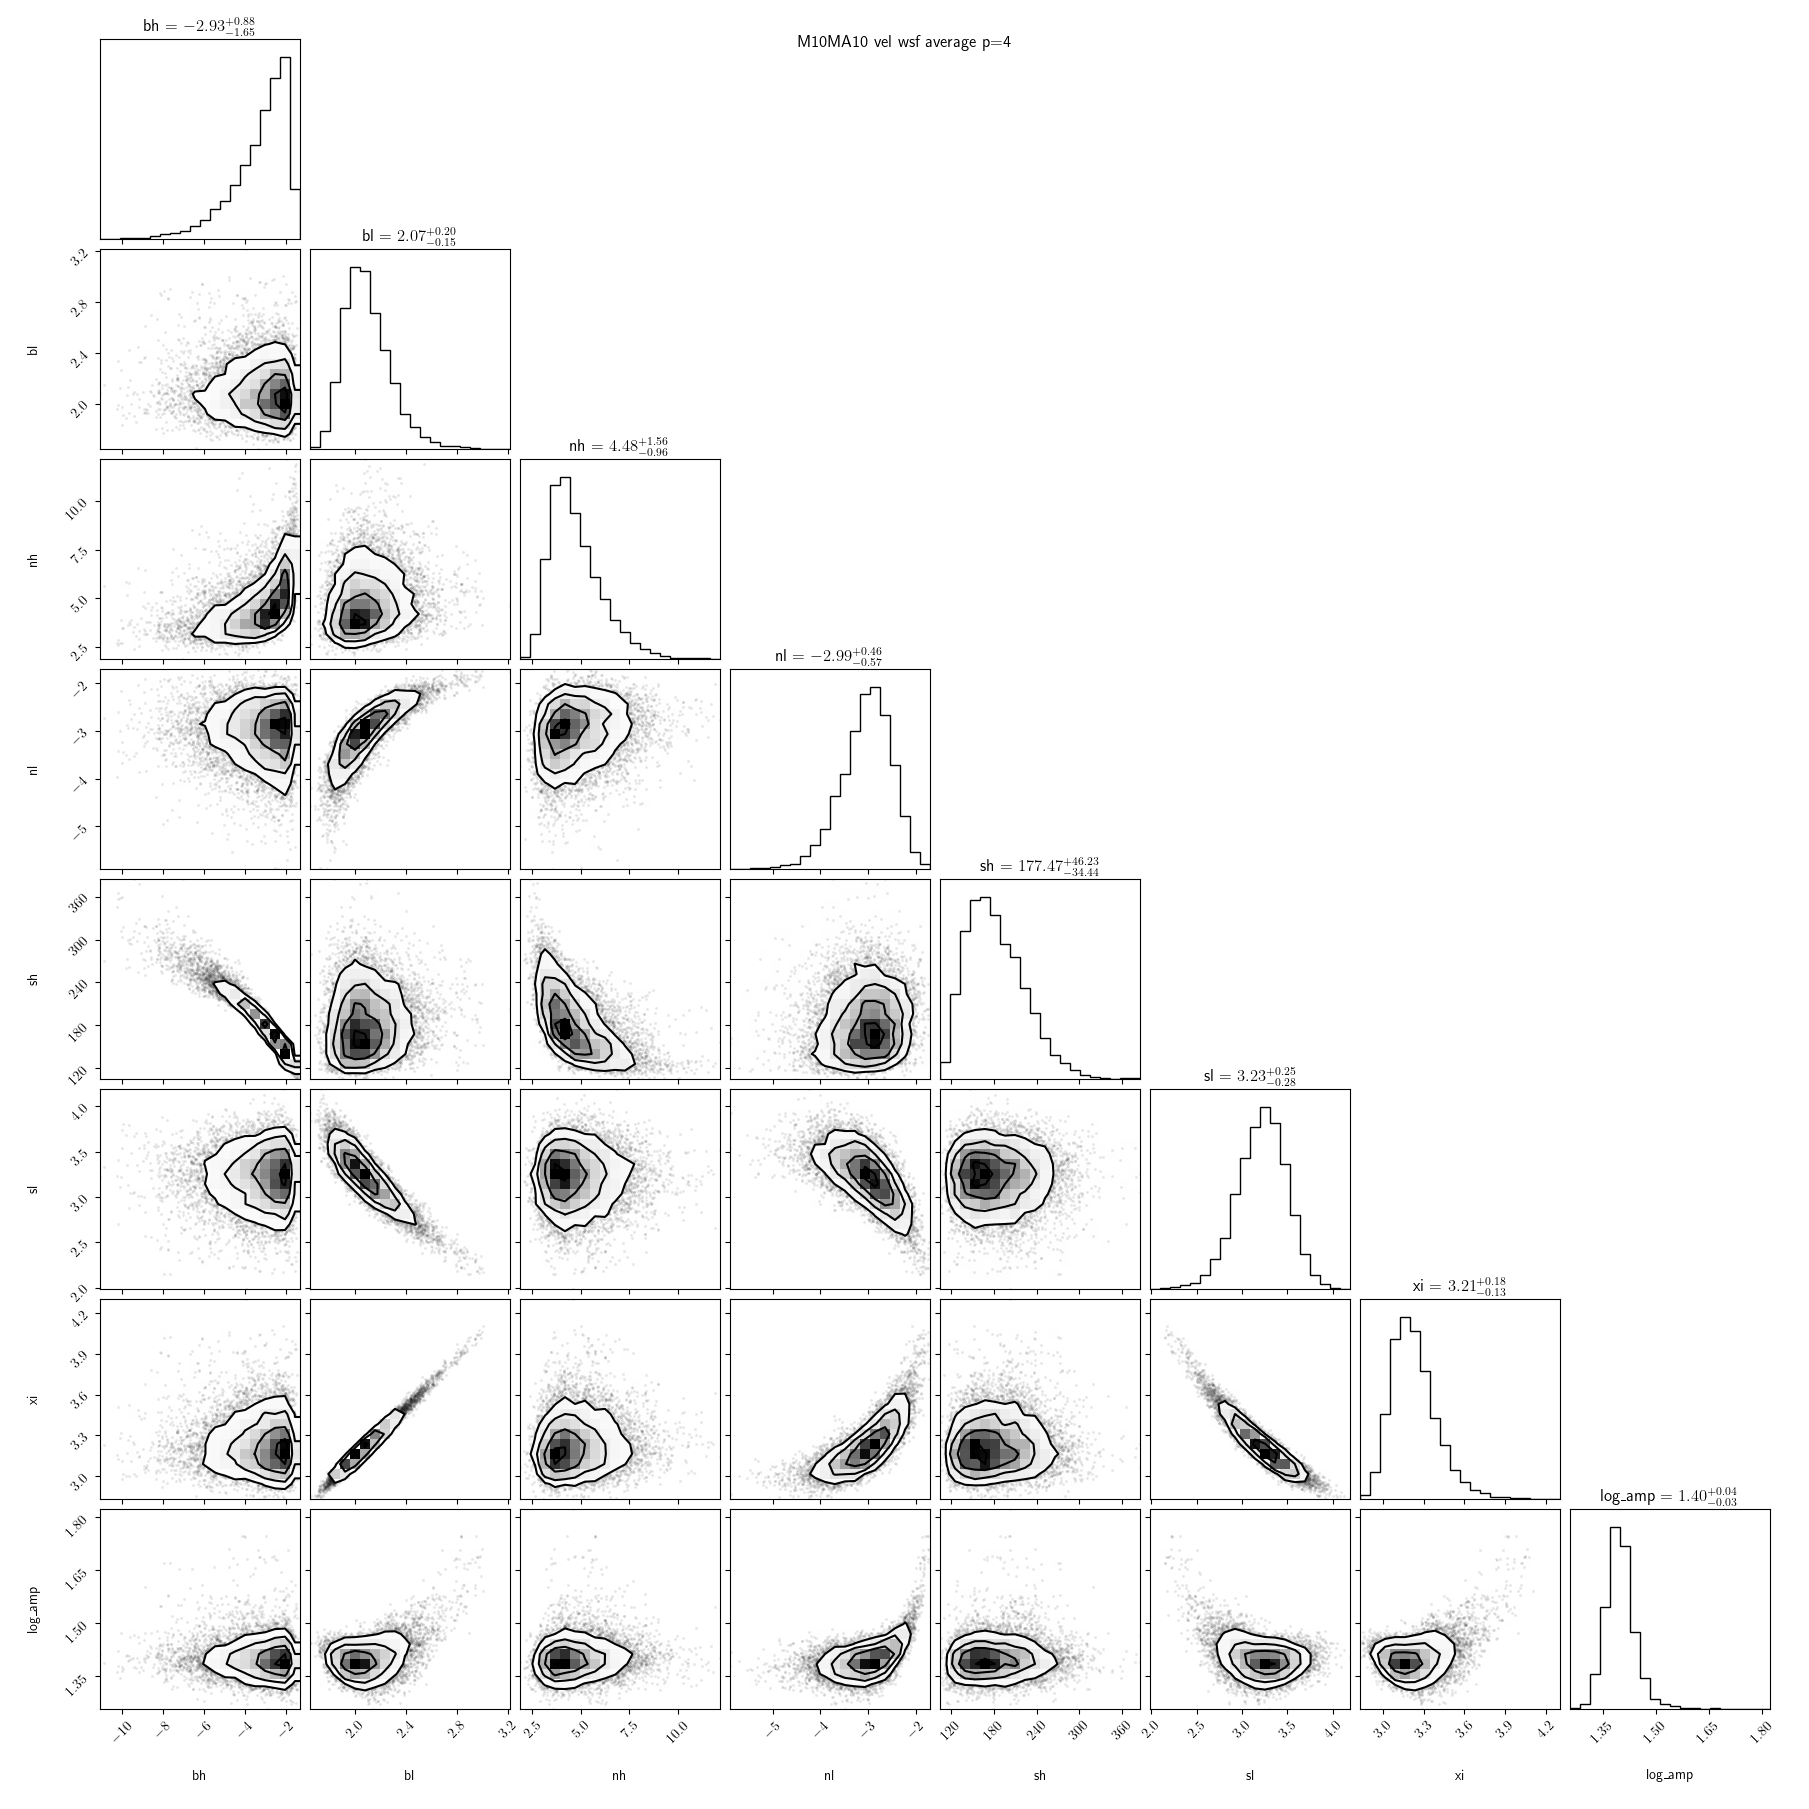 bh = −2.93+0.88−1.65
M10MA10 vel wsf average p=4
bl = 2.07+0.20−0.15
3.2
2.8
2.4
2.0
bl
nh = 4.48+1.56−0.96
10.0
7.5
5.0
2.5
nh
nl = −2.99+0.46−0.57
−2
−3
−4
−5
nl
sh = 177.47+46.23−34.44
360
300
240
180
120
sh
sl = 3.23+0.25−0.28
4.0
3.5
3.0
2.5
2.0
sl
xi = 3.21+0.18−0.13
4.2
3.9
3.6
3.3
3.0
xi
log_amp = 1.40+0.04−0.03
1.80
1.65
1.50
1.35
log_amp
−10 −8 −6 −4 −2 2.0 2.4 2.8 3.2 2.5 5.0 7.5 10.0 −5 −4 −3 −2 120 180 240 300 360 2.0 2.5 3.0 3.5 4.0 3.0 3.3 3.6 3.9 4.2 1.35 1.50 1.65 1.80
bh bl nh nl sh sl xi log_amp